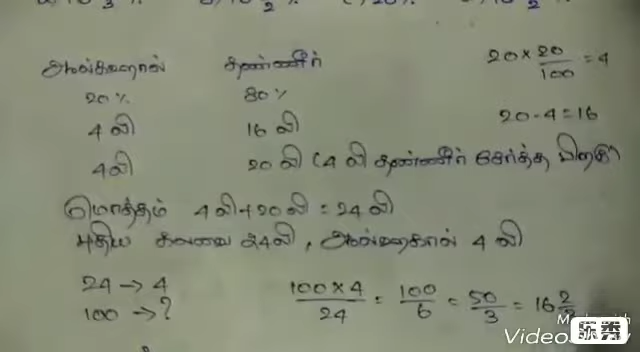 ஆல்கஹால் தண்ணீர் 20 × 20/100 = 4
20% 80%
4 லி 16 லி 20 - 4 = 16
4 லி 20 லி (4 லி தண்ணீர் சேர்த்த பிறகு)
மொத்தம் 4 லி + 20 லி = 24 லி
புதிய கலவை 24 லி, ஆல்கஹால் 4 லி
24 → 4
100 → ? 100 × 4/24 = 100/6 = 50/3 = 16 2/3